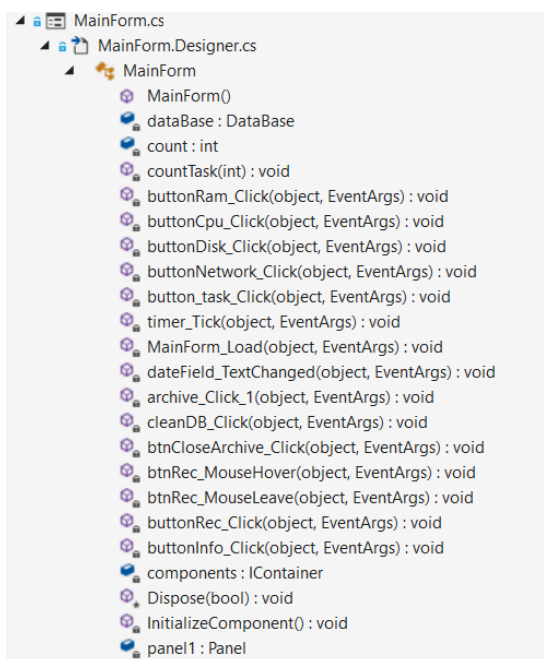 MainForm.cs
MainForm.Designer.cs
MainForm
MainForm()
dataBase : DataBase
count : int
countTask(int) : void
buttonRam_Click(object, EventArgs) : void
buttonCpu_Click(object, EventArgs) : void
buttonDisk_Click(object, EventArgs) : void
buttonNetwork_Click(object, EventArgs) : void
button_task_Click(object, EventArgs) : void
timer_Tick(object, EventArgs) : void
MainForm_Load(object, EventArgs) : void
dateField_TextChanged(object, EventArgs) : void
archive_Click_1(object, EventArgs) : void
cleanDB_Click(object, EventArgs) : void
btnCloseArchive_Click(object, EventArgs) : void
btnRec_MouseHover(object, EventArgs) : void
btnRec_MouseLeave(object, EventArgs) : void
buttonRec_Click(object, EventArgs) : void
buttonInfo_Click(object, EventArgs) : void
components : IContainer
Dispose(bool) : void
InitializeComponent() : void
panel1 : Panel